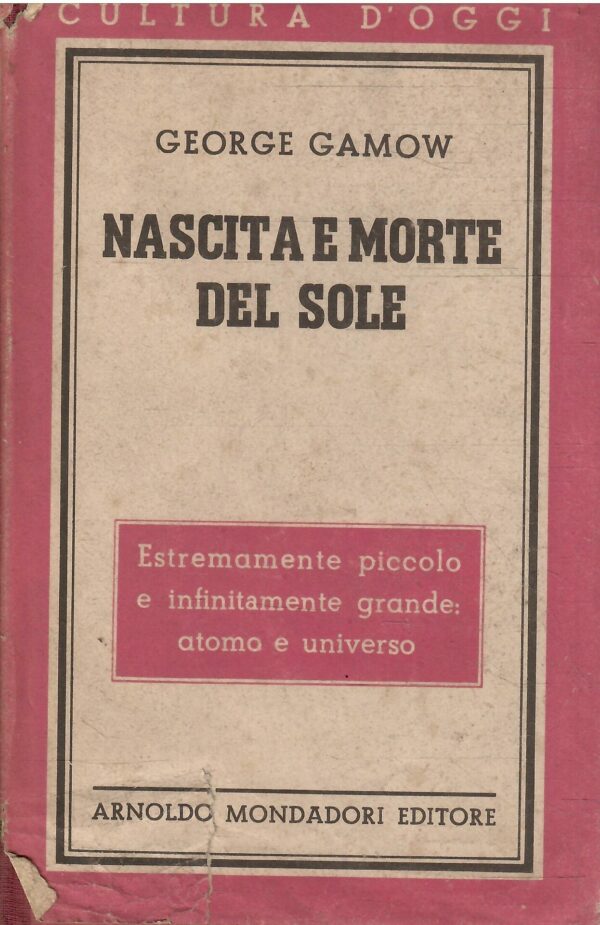 CULTURA D'OGGI
GEORGE GAMOW
NASCITA E MORTE
DEL SOLE
Estremamente piccolo
e infinitamente grande:
atomo e universo
ARNOLDO MONDADORI EDITORE